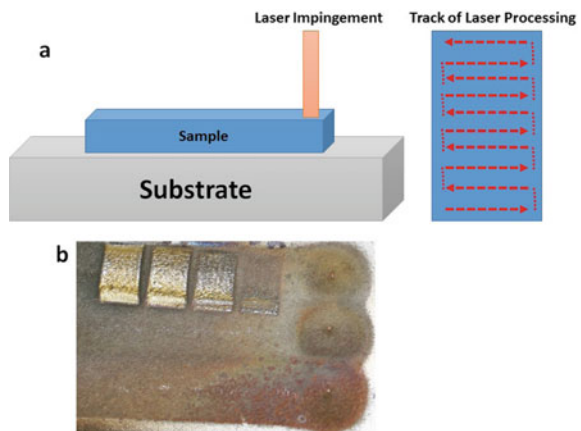 Laser Impingement
Track of Laser Processing
a
Sample
Substrate
b